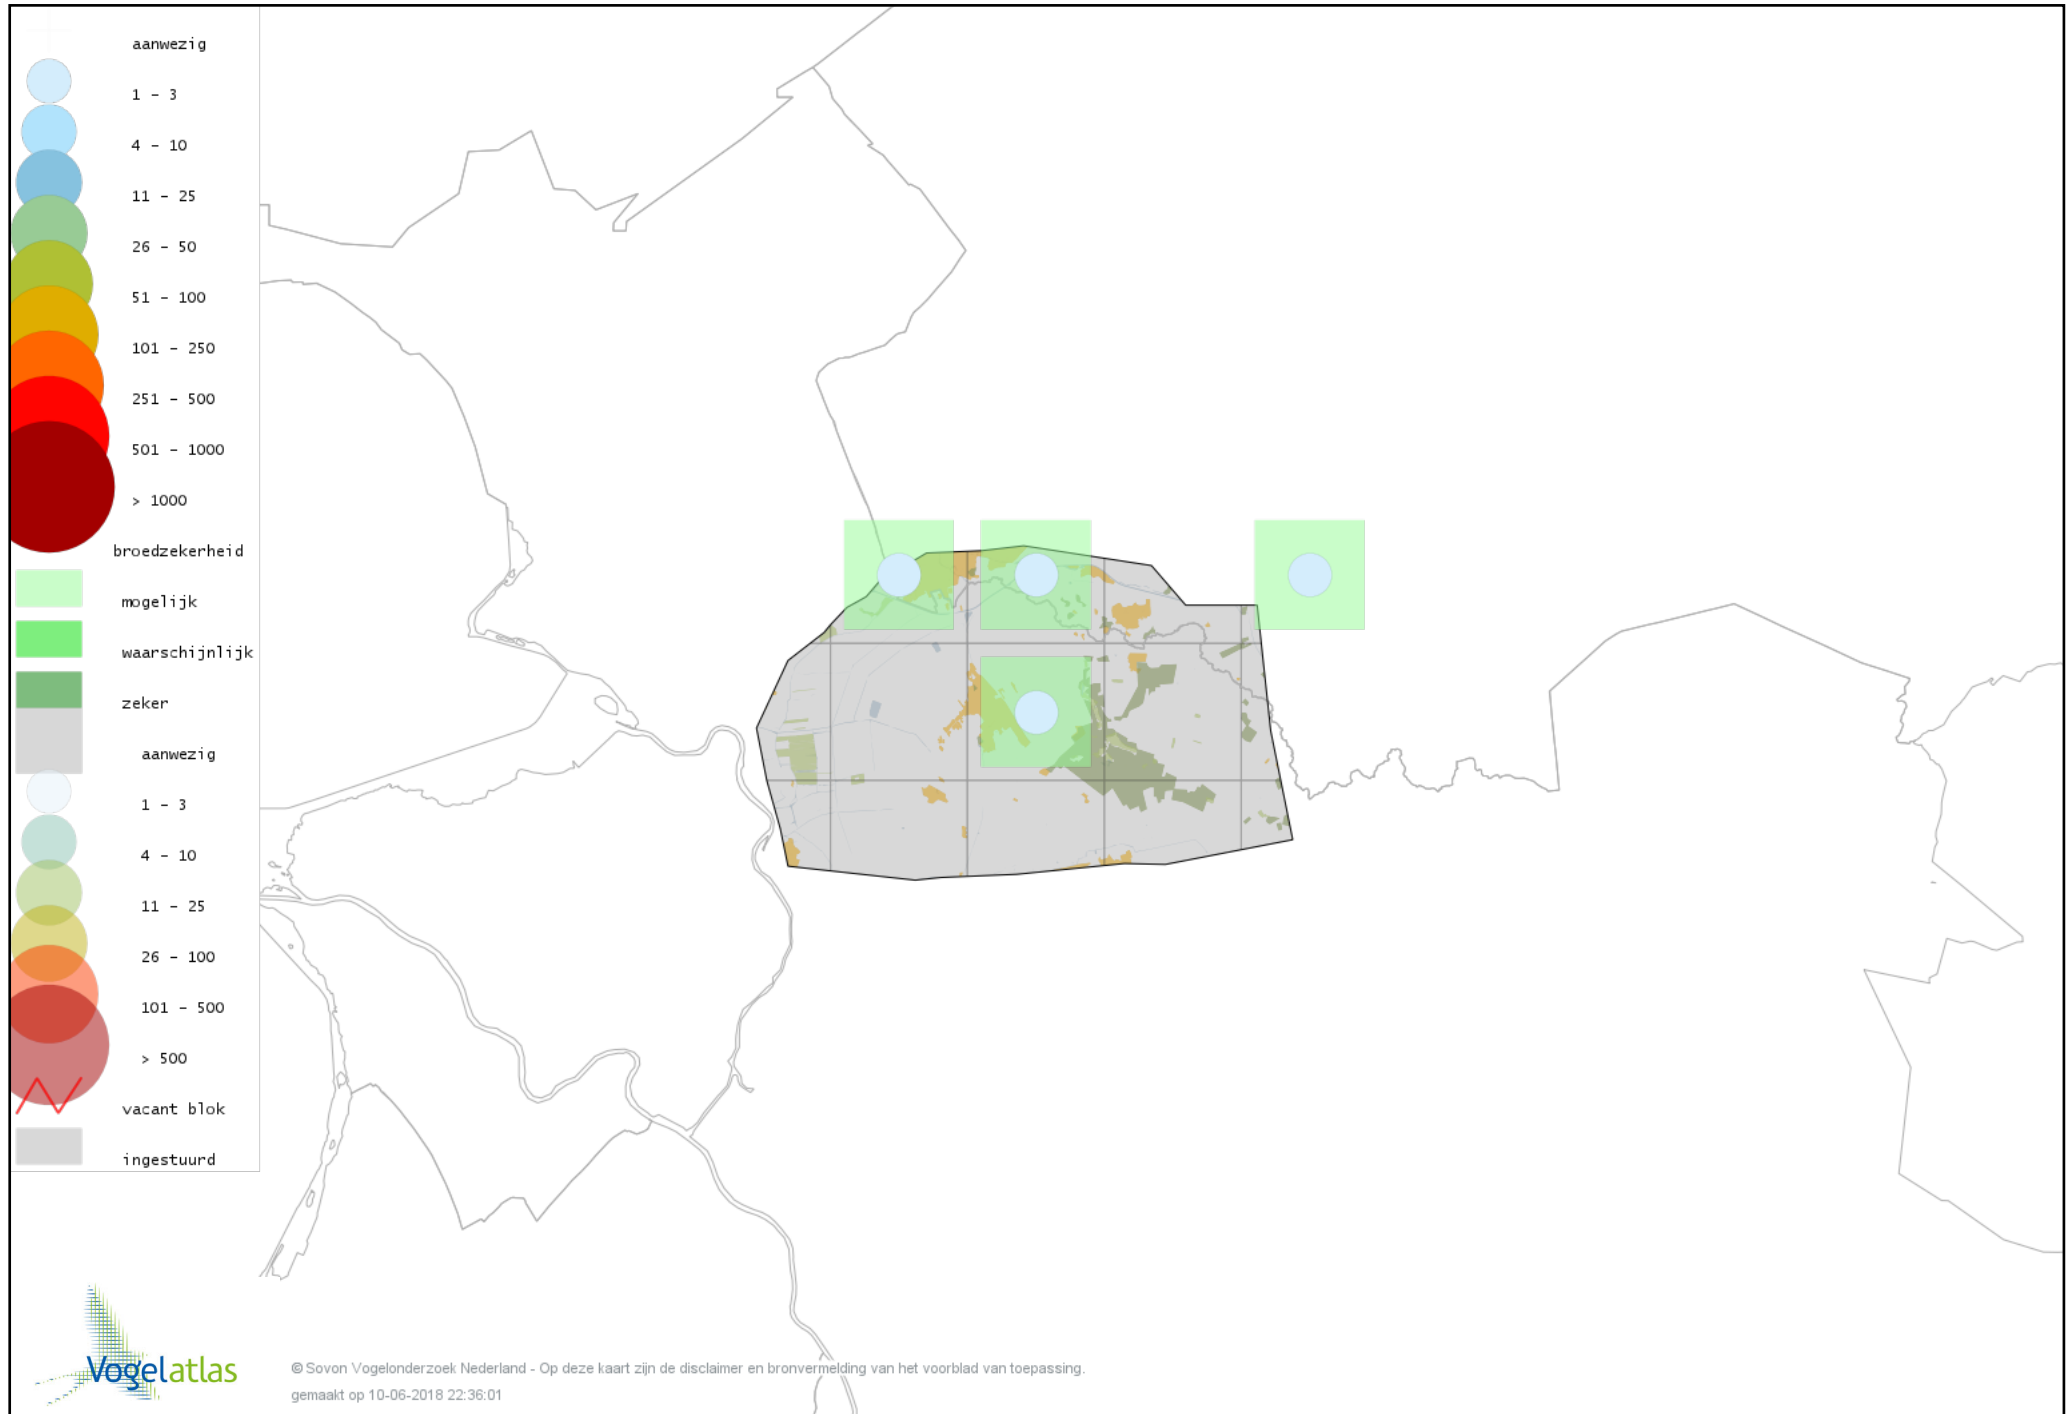 aanwezig
1 – 3
4 – 10
11 – 25
26 – 50
51 – 100
101 – 250
251 – 500
501 – 1000
> 1000
broedzekerheid
mogelijk
waarschijnlijk
zeker
aanwezig
1 – 3
4 – 10
11 – 25
26 – 100
101 – 500
> 500
vacant blok
ingestuurd
Vogelatlas
© Sovon Vogelonderzoek Nederland - Op deze kaart zijn de disclaimer en bronvermelding van het voorblad van toepassing.
gemaakt op 10-06-2018 22:36:01